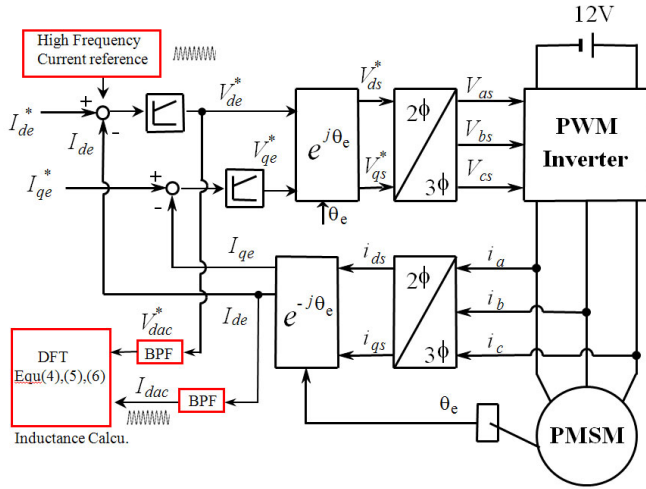 12V
High Frequency
Current reference
I*de
+
-
Ide
V*de
V*ds
2ϕ
3ϕ
Vas
Vbs
Vcs
PWM
Inverter
e^jθe
V*qe
V*qs
I*qe
+
-
θe
Iqe
Ide
e^-jθe
ids
iqs
2ϕ
3ϕ
ia
ib
ic
V*dac
BPF
DFT
Equ(4),(5),(6)
Idac
BPF
Inductance Calcu.
θe
PMSM